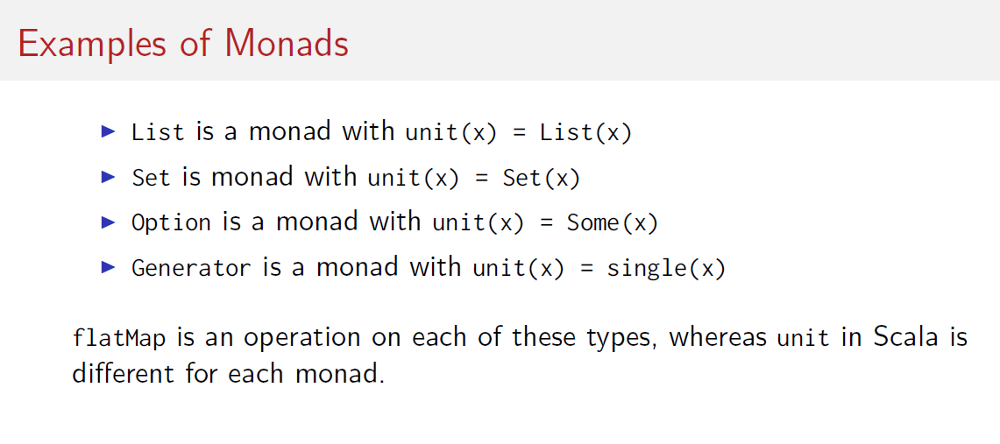 Examples of Monads
▶ List is a monad with unit(x) = List(x)
▶ Set is monad with unit(x) = Set(x)
▶ Option is a monad with unit(x) = Some(x)
▶ Generator is a monad with unit(x) = single(x)
flatMap is an operation on each of these types, whereas unit in Scala is
different for each monad.